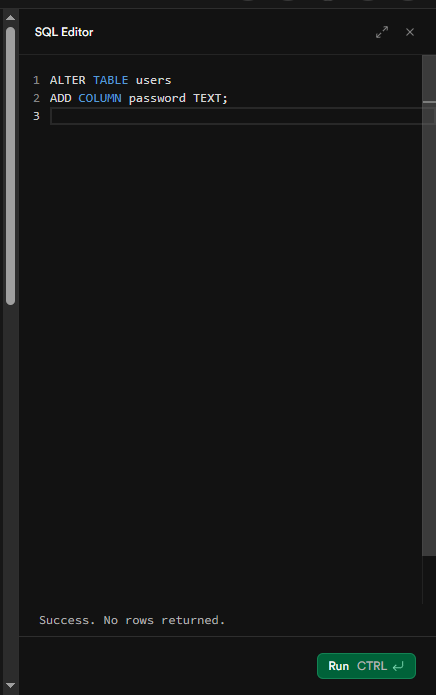 SQL Editor
1 ALTER TABLE users
2 ADD COLUMN password TEXT;
3
Success. No rows returned.
Run CTRL